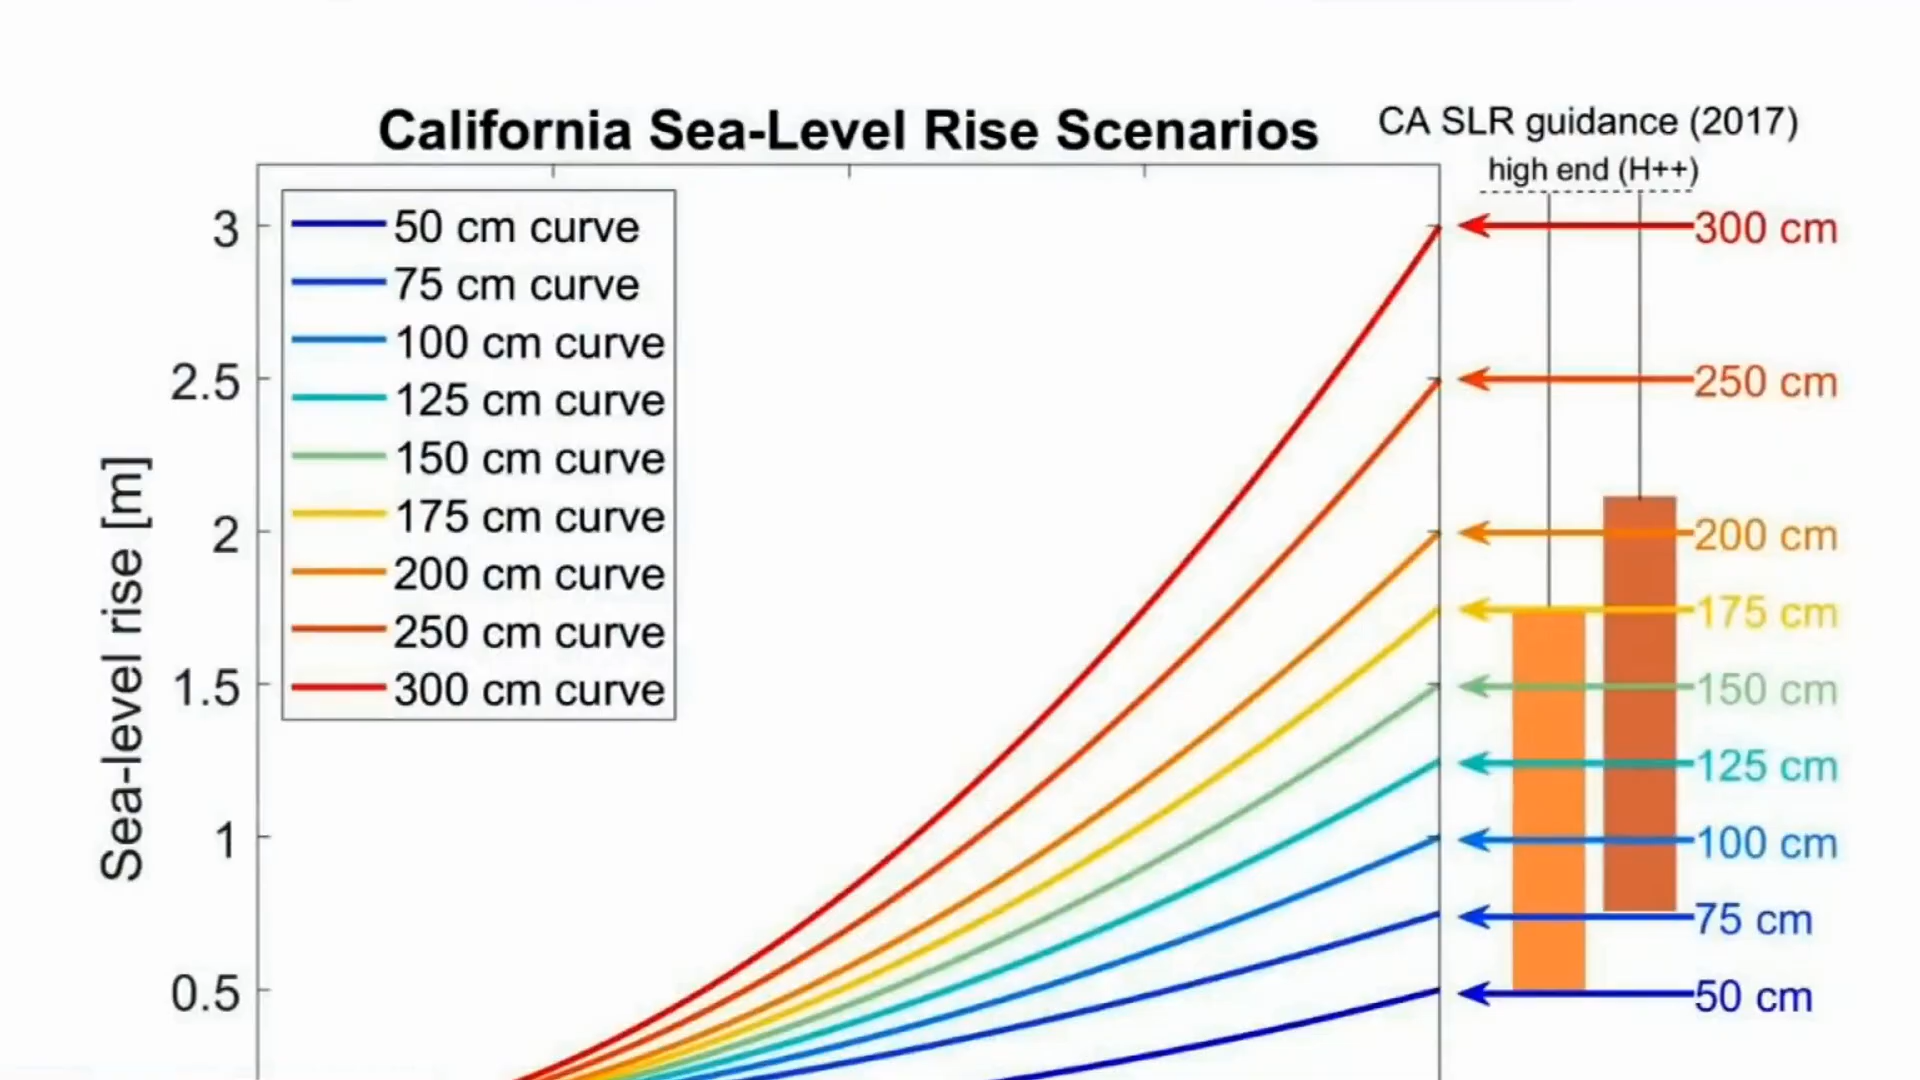 California Sea-Level Rise Scenarios
CA SLR guidance (2017)
high end (H++)
50 cm curve
75 cm curve
100 cm curve
125 cm curve
150 cm curve
175 cm curve
200 cm curve
250 cm curve
300 cm curve
Sea-level rise [m]
3
2.5
2
1.5
1
0.5
300 cm
250 cm
200 cm
175 cm
150 cm
125 cm
100 cm
75 cm
50 cm